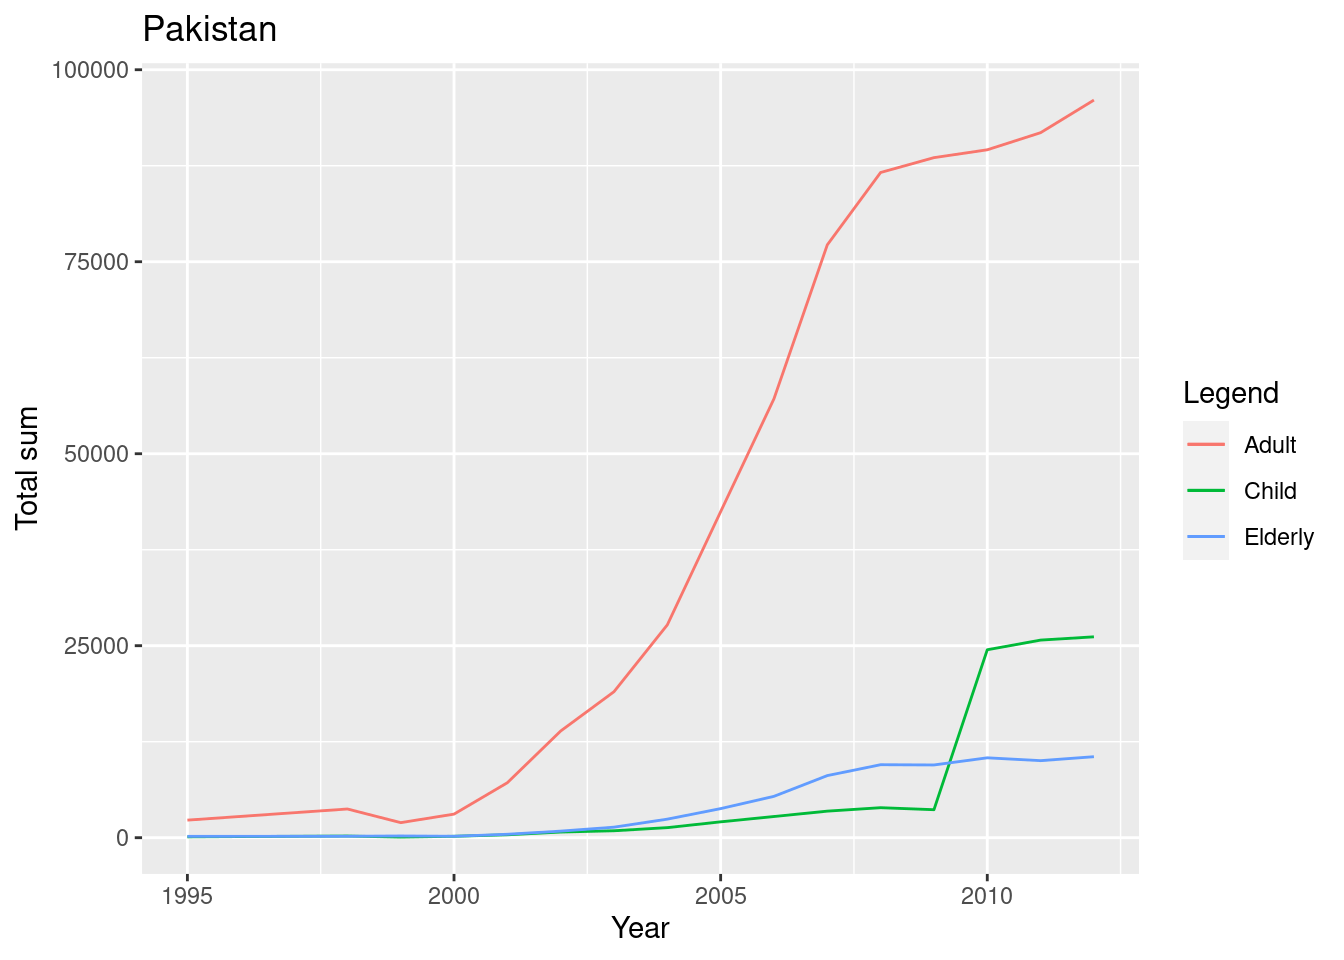 Pakistan
100000
75000
50000
25000
0
Total sum
1995 2000 2005 2010
Year
Legend
Adult
Child
Elderly